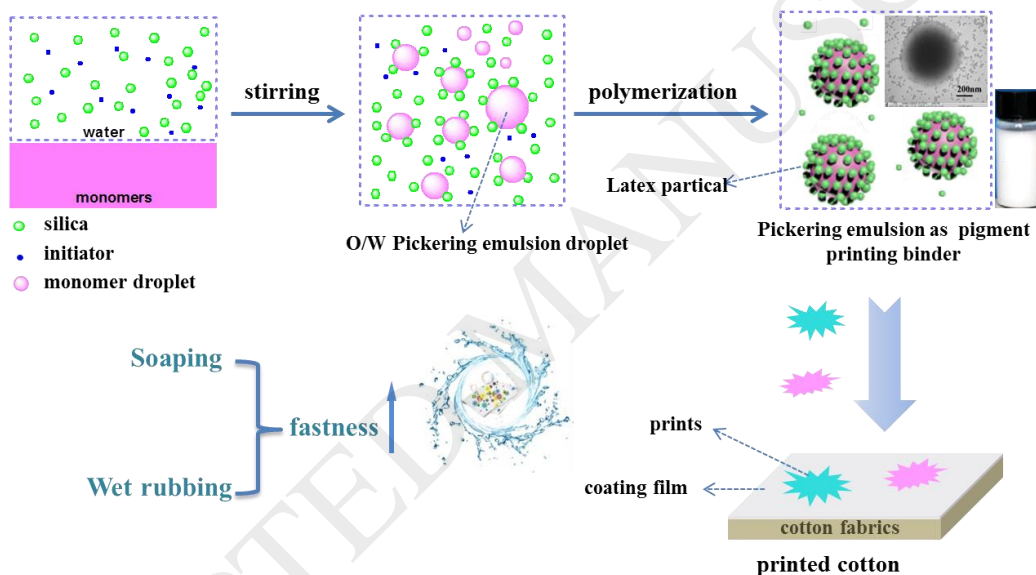 stirring
polymerization
200nm
water
monomers
Latex partical
silica
initiator
monomer droplet
O/W Pickering emulsion droplet
Pickering emulsion as pigment
printing binder
Soaping
fastness
Wet rubbing
prints
coating film
cotton fabrics
printed cotton